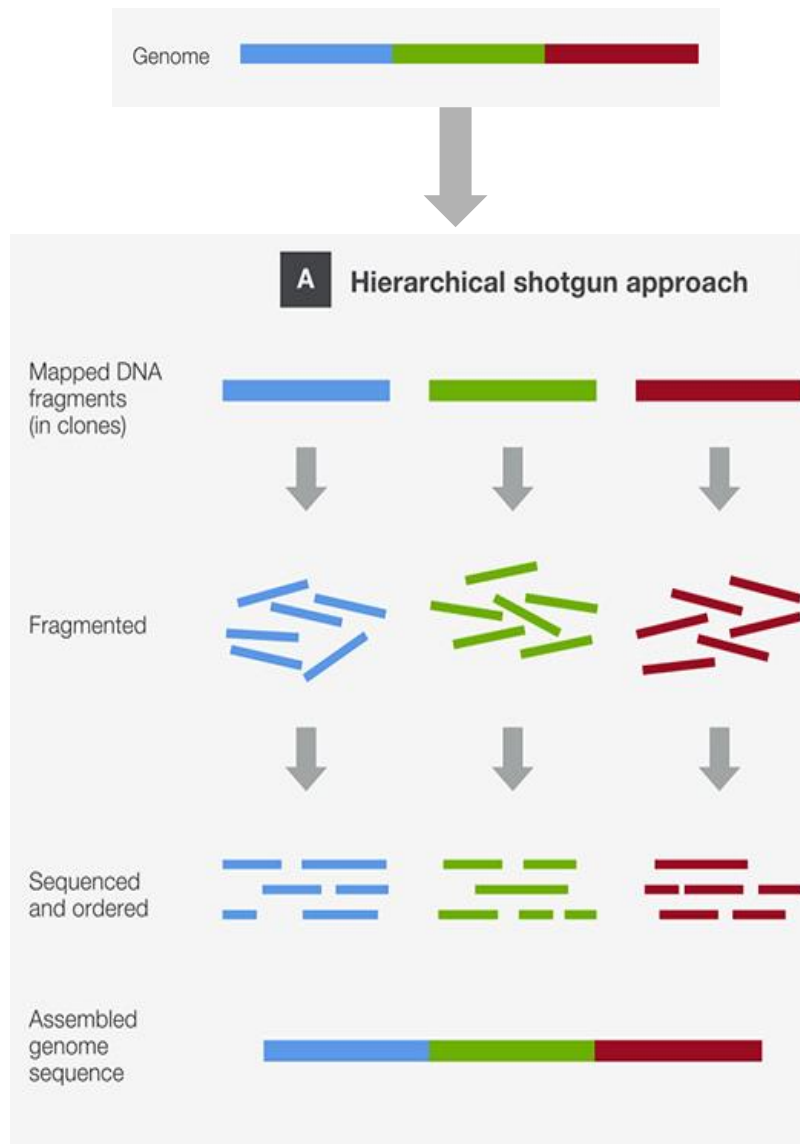 Genome
A Hierarchical shotgun approach
Mapped DNA
fragments
(in clones)
Fragmented
Sequenced
and ordered
Assembled
genome
sequence